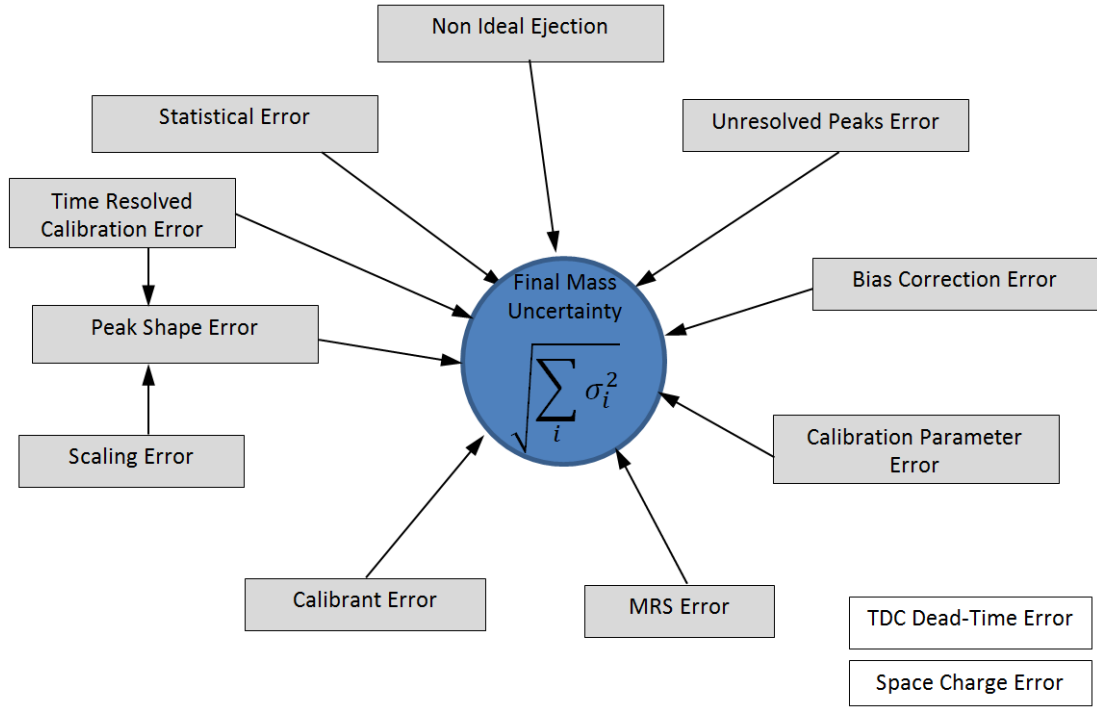 Non Ideal Ejection
Statistical Error
Unresolved Peaks Error
Time Resolved
Calibration Error
Final Mass
Uncertainty
Bias Correction Error
Peak Shape Error
√∑σᵢ²
i
Calibration Parameter
Error
Scaling Error
Calibrant Error
MRS Error
TDC Dead-Time Error
Space Charge Error